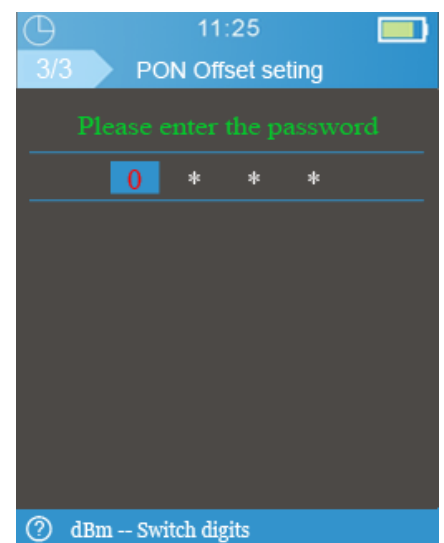 11:25
3/3 PON Offset seting
Please enter the password
0 * * *
? dBm -- Switch digits